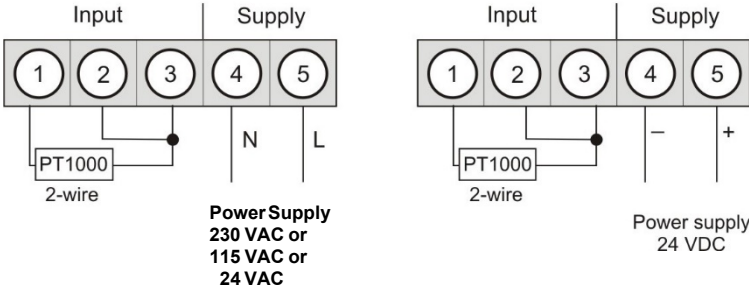 Input Supply
1 2 3 4 5
N L
PT1000
2-wire
Power Supply
230 VAC or
115 VAC or
24 VAC
Input Supply
1 2 3 4 5
– +
PT1000
2-wire
Power supply
24 VDC